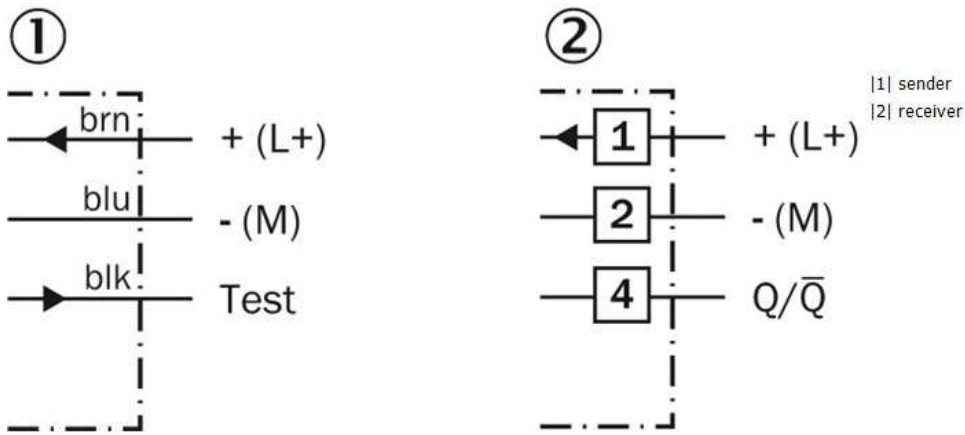 ①
brn + (L+)
blu - (M)
blk Test
②
1 + (L+)
2 - (M)
4 Q/Q̅
|1| sender
|2| receiver